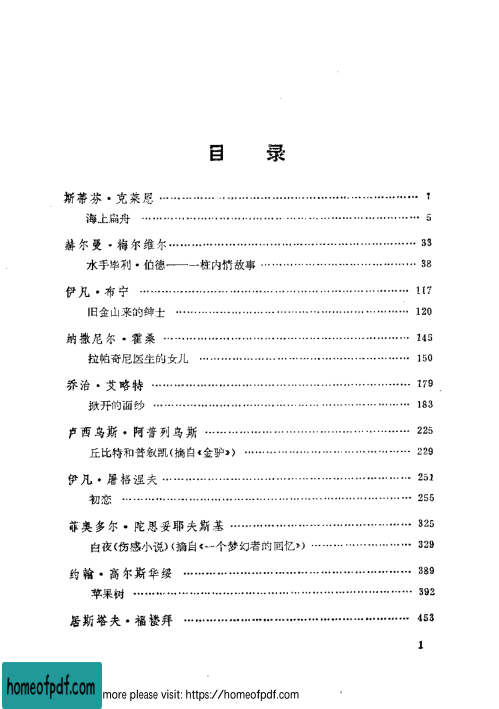 目 录
斯蒂芬·克莱恩 …… 1
海上扁舟 …… 5
赫尔曼·梅尔维尔 …… 33
水手毕利·伯德——一桩内情故事 …… 38
伊凡·布宁 …… 117
旧金山来的绅士 …… 120
纳撒尼尔·霍桑 …… 145
拉帕奇尼医生的女儿 …… 150
乔治·艾略特 …… 179
掀开的面纱 …… 183
卢西乌斯·阿普列乌斯 …… 225
丘比特和普叙凯(摘自《金驴》) …… 229
伊凡·屠格涅夫 …… 251
初恋 …… 255
菲奥多尔·陀思妥耶夫斯基 …… 325
白夜(伤感小说)(摘自《一个梦幻者的回忆》) …… 329
约翰·高尔斯华绥 …… 389
苹果树 …… 392
居斯塔夫·福楼拜 …… 453
1
homeofpdf.com
more please visit: https://homeofpdf.com